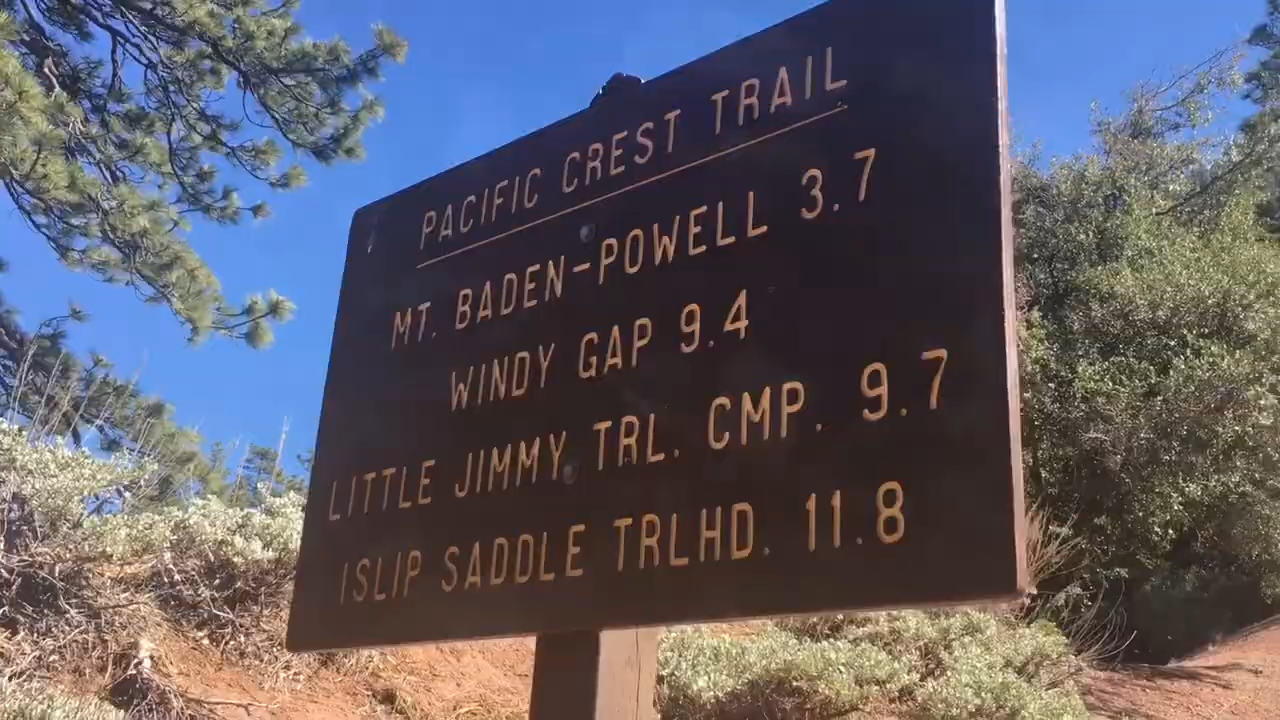 PACIFIC CREST TRAIL
MT. BADEN-POWELL 3.7
WINDY GAP 9.4
LITTLE JIMMY TRL. CMP. 9.7
ISLIP SADDLE TRLHD. 11.8